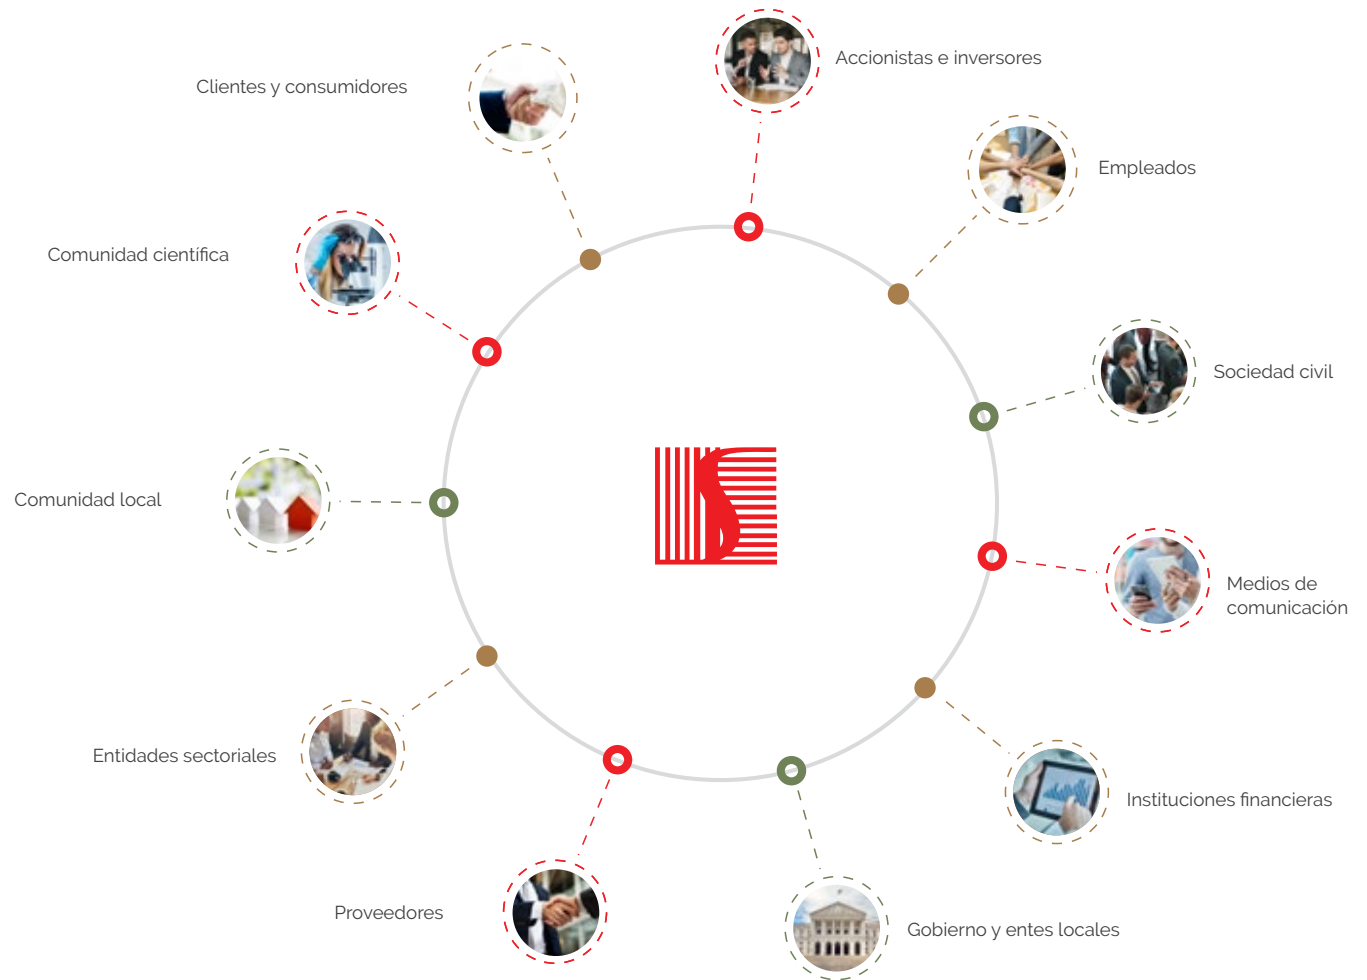 Accionistas e inversores
Clientes y consumidores
Empleados
Comunidad científica
Sociedad civil
Comunidad local
Medios de
comunicación
Entidades sectoriales
Instituciones financieras
Proveedores
Gobierno y entes locales